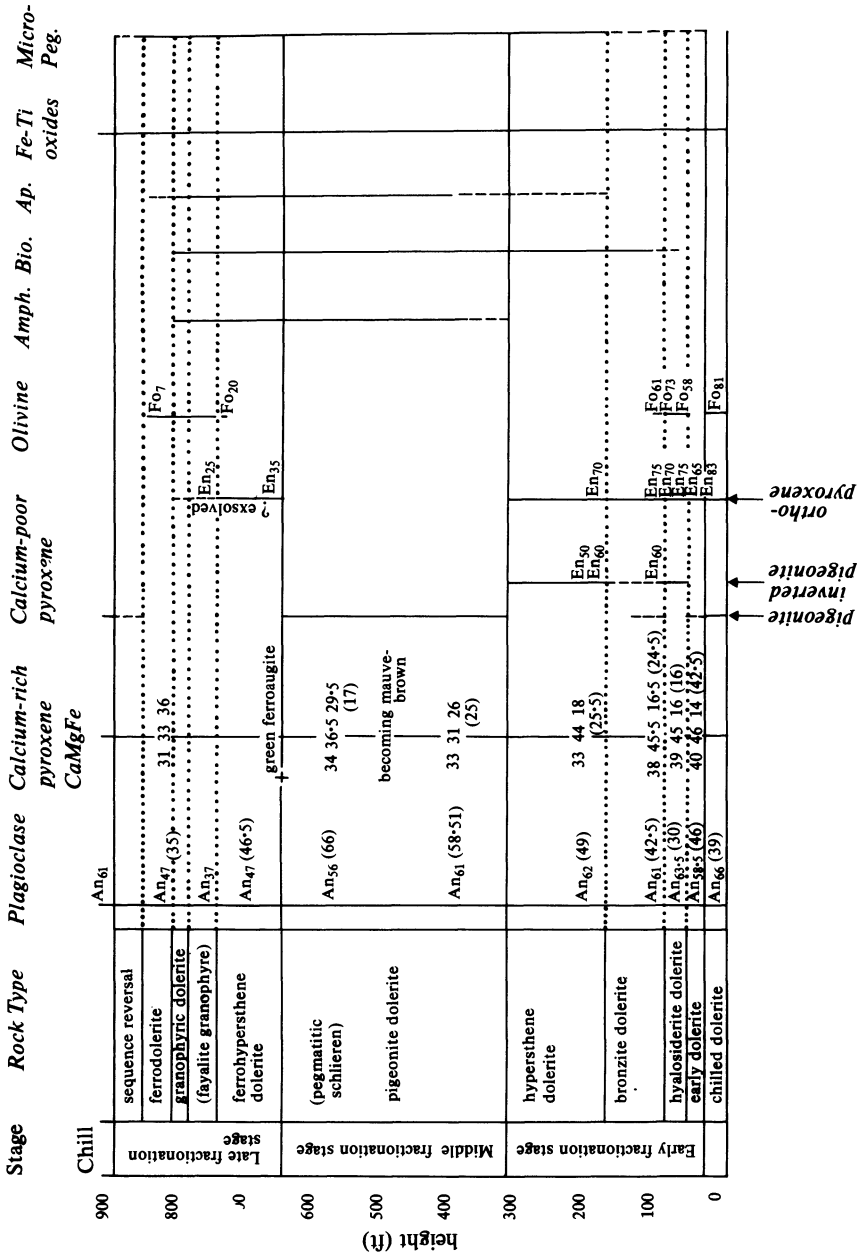 Stage
Rock Type
Plagioclase
Calcium-rich
pyroxene
CaMgFe
Calcium-poor
pyroxene
Olivine
Amph.
Bio.
Ap.
Fe-Ti
oxides
Micro-
Peg.
Chill
900
800
600
500
400
300
200
100
0
height (ft)
Late fractionation
stage
Middle fractionation stage
Early fractionation stage
sequence reversal
ferrodolerite
granophyric dolerite
(fayalite granophyre)
ferrohypersthene
dolerite
(pegmatitic
schlieren)
pigeonite dolerite
hypersthene
dolerite
bronzite dolerite
hyalosiderite dolerite
early dolerite
chilled dolerite
An61
An47 (35)
An37
An47 (46·5)
An56 (66)
An61 (58·51)
An62 (49)
An61 (42·5)
An63·5 (30)
An58·5 (46)
An66 (39)
31 33 36
green ferroaugite
34 36·5 29·5
(17)
becoming mauve-
brown
33 31 26
(25)
33 44 18
(25·5)
38 45·5 16·5 (24·5)
39 45 16 (16)
40 46 14 (42·5)
? exsolved
En25
En35
En50
En60
En60
En70
En75
En70
En75
En65
En83
Fo7
Fo20
Fo61
Fo73
Fo58
Fo81
pigeonite
inverted
pigeonite
ortho-
pyroxene